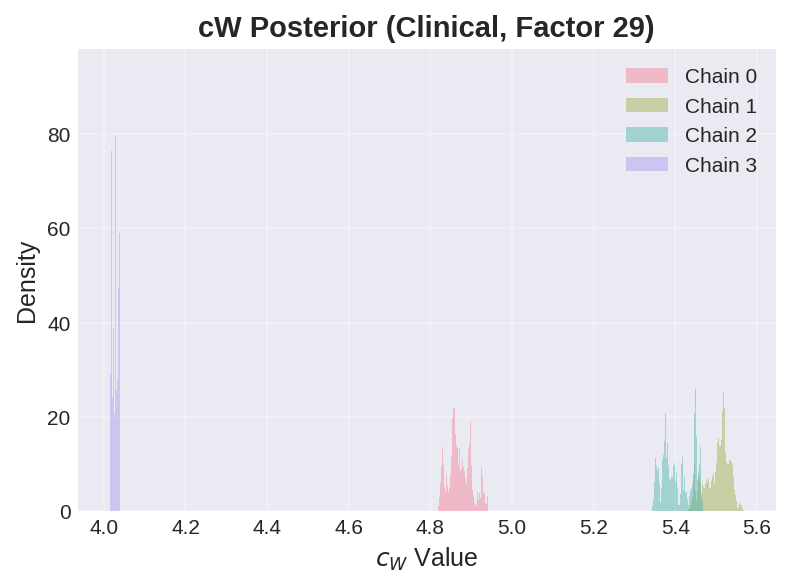 cW Posterior (Clinical, Factor 29)
Chain 0
Chain 1
Chain 2
Chain 3
Density
80
60
40
20
0
4.0 4.2 4.4 4.6 4.8 5.0 5.2 5.4 5.6
c_W Value